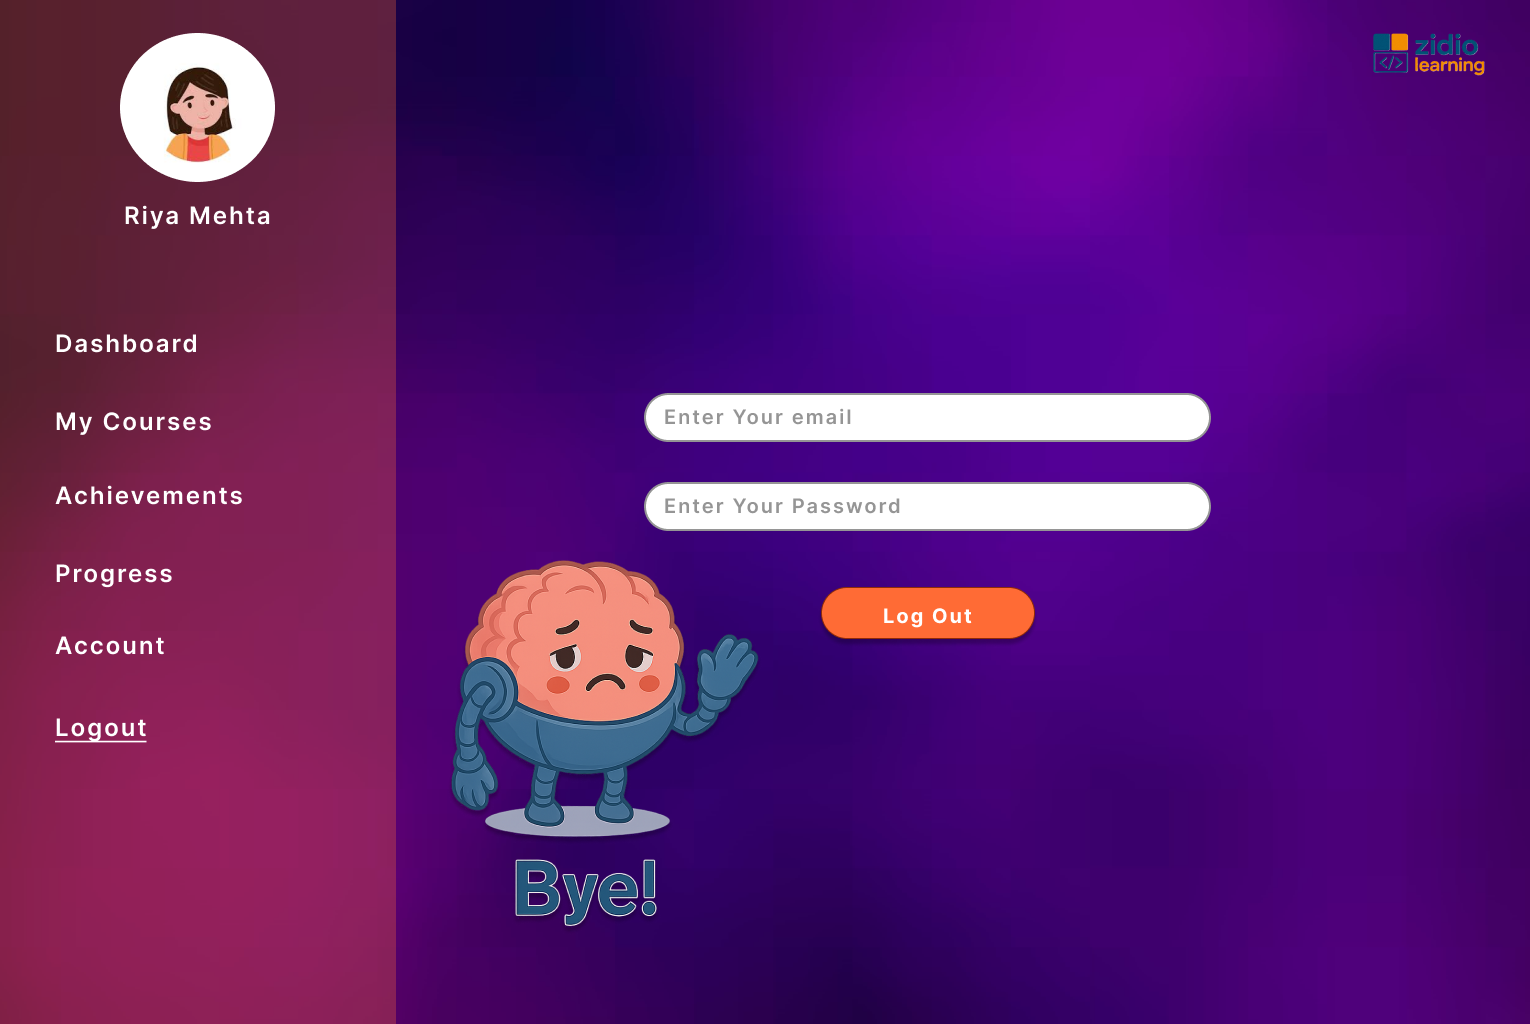 Riya Mehta
Dashboard
My Courses
Achievements
Progress
Account
Logout
zidio
learning
Enter Your email
Enter Your Password
Log Out
Bye!